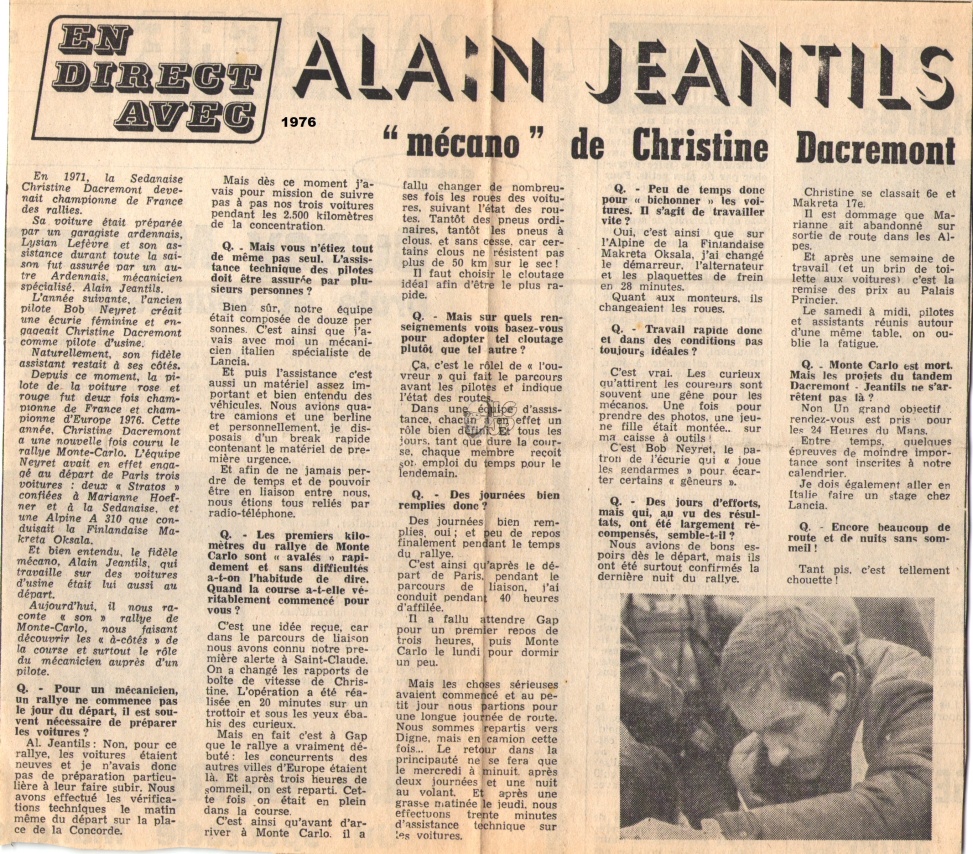 EN
DIRECT
AVEC
ALAIN JEANTILS
1976
“ mécano ” de Christine Dacremont
En 1971, la Sedanaise
Christine Dacremont deve-
nait championne de France
des rallies.
Sa voiture était préparée
par un garagiste ardennais,
Lysian Lefèvre et son as-
sistance durant toute la sai-
son fut assurée par un au-
tre Ardennais, mécanicien
spécialisé, Alain Jeantils.
L'année suivante, l'ancien
pilote Bob Neyret créait
une écurie féminine et en-
gageait Christine Dacremont
comme pilote d'usine.
Naturellement, son fidèle
assistant restait à ses côtés.
Depuis ce moment, la pi-
lote de la voiture rose et
rouge fut deux fois cham-
pionne de France et cham-
pionne d'Europe 1976. Cette
année, Christine Dacremont
a une nouvelle fois couru le
rallye Monte-Carlo. L'équipe
Neyret avait en effet enga-
gé au départ de Paris trois
voitures : deux « Stratos »
confiées à Marianne Hoef-
ner et à la Sedanaise, et
une Alpine A 310 que con-
duisait la Finlandaise Ma-
kreta Oksala.
Et bien entendu, le fidèle
mécano, Alain Jeantils, qui
travaille sur des voitures
d'usine était lui aussi au
départ.
Aujourd'hui, il nous ra-
conte « son » rallye de
Monte-Carlo, nous faisant
découvrir les « à-côtés » de
la course et surtout le rôle
du mécanicien auprès d'un
pilote.
Q. - Pour un mécanicien,
un rallye ne commence pas
le jour du départ, il est sou-
vent nécessaire de préparer
les voitures ?
Al. Jeantils : Non, pour ce
rallye, les voitures étaient
neuves et je n'avais donc
pas de préparation particu-
lière à leur faire subir. Nous
avons effectué les vérifica-
tions techniques le matin
même du départ sur la pla-
ce de la Concorde.
Mais dès ce moment j'a-
vais pour mission de suivre
pas à pas nos trois voitures
pendant les 2.500 kilomètres
de la concentration.
Q. - Mais vous n'étiez tout
de même pas seul. L'assis-
tance technique des pilotes
doit être assurée par plu-
sieurs personnes ?
Bien sûr, notre équipe
était composée de douze per
sonnes. C'est ainsi que j'a-
vais avec moi un mécani-
cien italien spécialiste de
Lancia.
Et puis l'assistance c'est
aussi un matériel assez im-
portant et bien entendu des
véhicules. Nous avions qua-
tre camions et une berline
et personnellement, je dis-
posais d'un break rapide
contenant le matériel de pre-
mière urgence.
Et afin de ne jamais per-
dre de temps et de pouvoir
être en liaison entre nous,
nous étions tous reliés par
radio-téléphone.
Q. - Les premiers kilo-
mètres du rallye de Monte
Carlo sont « avalés » rapi-
dement et sans difficultés
a-t-on l'habitude de dire.
Quand la course a-t-elle vé-
ritablement commencé pour
vous ?
C'est une idée reçue, car
dans le parcours de liaison
nous avons connu notre pre-
mière alerte à Saint-Claude.
On a changé les rapports de
boîte de vitesse de Chris-
tine. L'opération a été réa-
lisée en 20 minutes sur un
trottoir et sous les yeux éba-
his des curieux.
Mais en fait c'est à Gap
que le rallye a vraiment dé-
buté : les concurrents des
autres villes d'Europe étaient
là. Et après trois heures de
sommeil, on est reparti. Cet-
te fois on était en plein
dans la course.
C'est ainsi qu'avant d'ar-
river à Monte Carlo, il a
fallu changer de nombreu-
ses fois les roues des voitu-
res, suivant l'état des rou-
tes. Tantôt des pneus ordi-
naires, tantôt les pneus à
clous, et sans cesse, car cer-
tains clous ne résistent pas
plus de 50 km sur le sec !
Il faut choisir le cloutage
idéal afin d'être le plus ra-
pide.
Q. - Mais sur quels ren-
seignements vous basez-vous
pour adopter tel cloutage
plutôt que tel autre ?
Ça, c'est le rôlel de « l'ou-
vreur » qui fait le parcours
avant les pilotes et indique
l'état des routes.
Dans une équipe d'assis-
tance, chacun a en effet un
rôle bien défini. Et tous les
jours, tant que dure la cour-
se, chaque membre reçoit
son emploi du temps pour le
lendemain.
Q. - Des journées bien
remplies donc ?
Des journées bien rem-
plies, oui ; et peu de repos
finalement pendant le temps
du rallye.
C'est ainsi qu'après le dé-
part de Paris, pendant le
parcours de liaison, j'ai
conduit pendant 40 heures
d'affilée.
Il a fallu attendre Gap
pour un premier repos de
trois heures, puis Monte
Carlo le lundi pour dormir
un peu.
Mais les choses sérieuses
avaient commencé et au pe-
tit jour nous partions pour
une longue journée de route.
Nous sommes repartis vers
Digne, mais en camion cette
fois... Le retour dans la
principauté ne se fera que
le mercredi à minuit, après
deux journées et une nuit
au volant. Et après une
grasse matinée le jeudi, nous
effectuons trente minutes
d'assistance technique sur
les voitures.
Q. - Peu de temps donc
pour « bichonner » les voi-
tures. Il s'agit de travailler
vite ?
Oui, c'est ainsi que sur
l'Alpine de la Finlandaise
Makreta Oksala, j'ai changé
le démarreur, l'alternateur
et les plaquettes de frein
en 28 minutes.
Quant aux monteurs, ils
changeaient les roues.
Q. - Travail rapide donc
et dans des conditions pas
toujours idéales ?
C'est vrai. Les curieux
qu'attirent les coureurs sont
souvent une gêne pour les
mécanos. Une fois pour
prendre des photos, une jeu-
ne fille était montée.. sur
ma caisse à outils !
C'est Bob Neyret, le pa-
tron de l'écurie qui « joue
les gendarmes » pour écar-
ter certains « gêneurs ».
Q. - Des jours d'efforts,
mais qui, au vu des résul-
tats, ont été largement ré-
compensés, semble-t-il ?
Nous avions de bons es-
poirs dès le départ, mais ils
ont été surtout confirmés la
dernière nuit du rallye.
Christine se classait 6e et
Makreta 17e.
Il est dommage que Ma-
rianne ait abandonné sur
sortie de route dans les Al-
pes.
Et après une semaine de
travail (et un brin de toi-
lette aux voitures) c'est la
remise des prix au Palais
Princier.
Le samedi à midi, pilotes
et assistants réunis autour
d'une même table, on ou-
blie la fatigue.
Q. - Monte Carlo est mort.
Mais les projets du tandem
Dacremont - Jeantils ne s'ar-
rêtent pas là ?
Non Un grand objectif
rendez-vous est pris pour
les 24 Heures du Mans.
Entre temps, quelques
épreuves de moindre impor-
tance sont inscrites à notre
calendrier.
Je dois également aller en
Italie faire un stage chez
Lancia.
Q. - Encore beaucoup de
route et de nuits sans som-
meil !
Tant pis, c'est tellement
chouette !